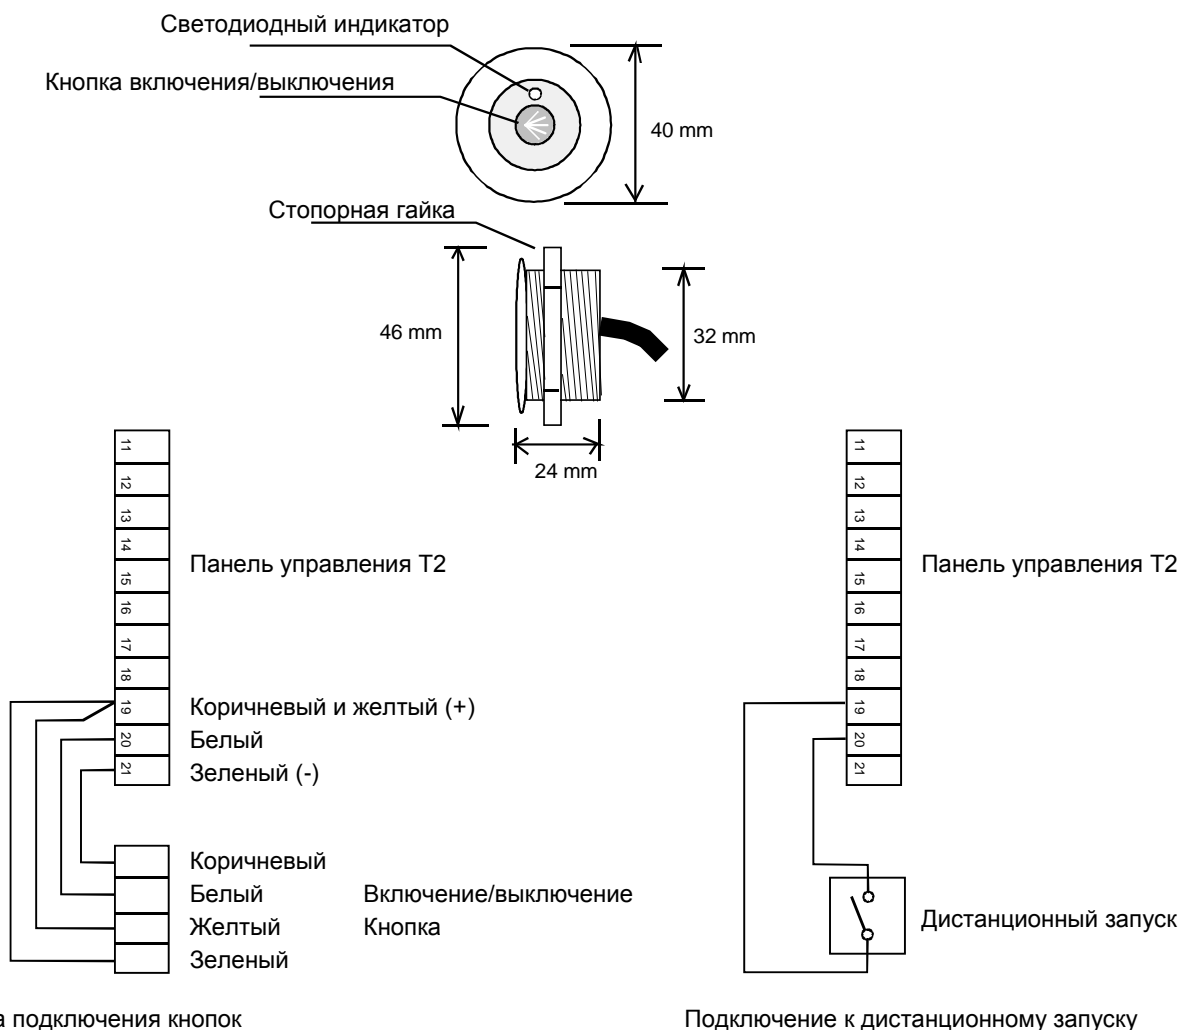 Светодиодный индикатор
Кнопка включения/выключения
40 mm
Стопорная гайка
46 mm
32 mm
24 mm
11
12
13
14
15
16
17
18
19
20
21
Панель управления T2
Коричневый и желтый (+)
Белый
Зеленый (-)
Коричневый
Белый Включение/выключение
Желтый Кнопка
Зеленый
11
12
13
14
15
16
17
18
19
20
21
Панель управления T2
Дистанционный запуск
подключения кнопок
Подключение к дистанционному запуску